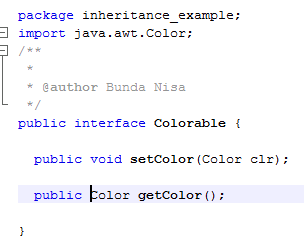 package inheritance_example;
import java.awt.Color;
/**
*
* @author Bunda Nisa
*/
public interface Colorable {
public void setColor(Color clr);
public Color getColor();
}